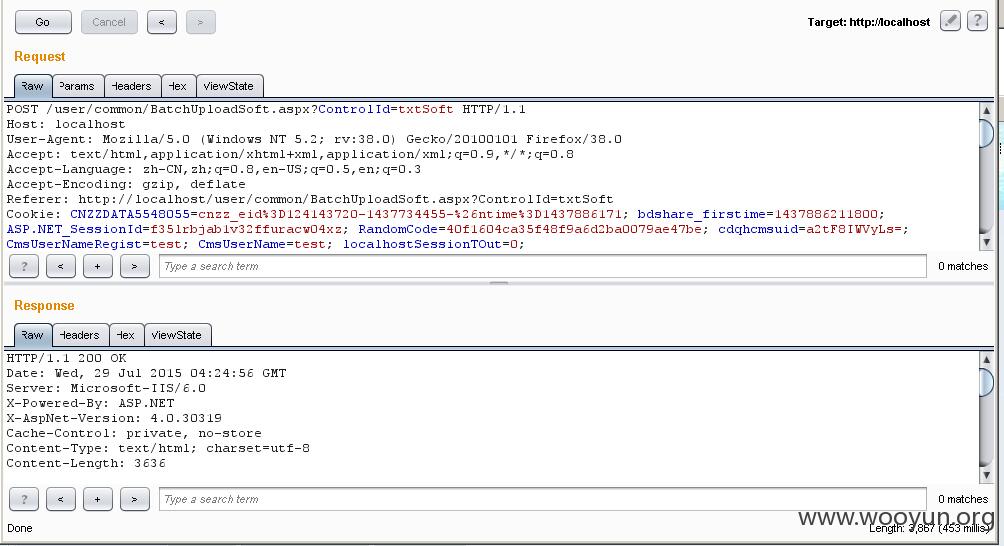 Go Cancel < > Target: http://localhost ?
Request
Raw Params Headers Hex ViewState
POST /user/common/BatchUploadSoft.aspx?ControlId=txtSoft HTTP/1.1
Host: localhost
User-Agent: Mozilla/5.0 (Windows NT 5.2; rv:38.0) Gecko/20100101 Firefox/38.0
Accept: text/html,application/xhtml+xml,application/xml;q=0.9,*/*;q=0.8
Accept-Language: zh-CN,zh;q=0.8,en-US;q=0.5,en;q=0.3
Accept-Encoding: gzip, deflate
Referer: http://localhost/user/common/BatchUploadSoft.aspx?ControlId=txtSoft
Cookie: CNZZDATA5548055=cnzz_eid%3D124143720-1437734455-%26ntime%3D1437886171; bdshare_firstime=1437886211800;
ASP.NET_SessionId=f35lrbjab1v32ffuracw04xz; RandomCode=40f1604ca35f48f9a6d2ba0079ae47be; cdqhcmsuid=a2tF8IWVyLs=;
CmsUserNameRegist=test; CmsUserName=test; localhostSessionTOut=0;
? < + > Type a search term 0 matches
Response
Raw Headers Hex ViewState
HTTP/1.1 200 OK
Date: Wed, 29 Jul 2015 04:24:56 GMT
Server: Microsoft-IIS/6.0
X-Powered-By: ASP.NET
X-AspNet-Version: 4.0.30319
Cache-Control: private, no-store
Content-Type: text/html; charset=utf-8
Content-Length: 3636
? < + > Type a search term 0 matches
www.wooyun.org
Done Length: 3,867 (453 millis)